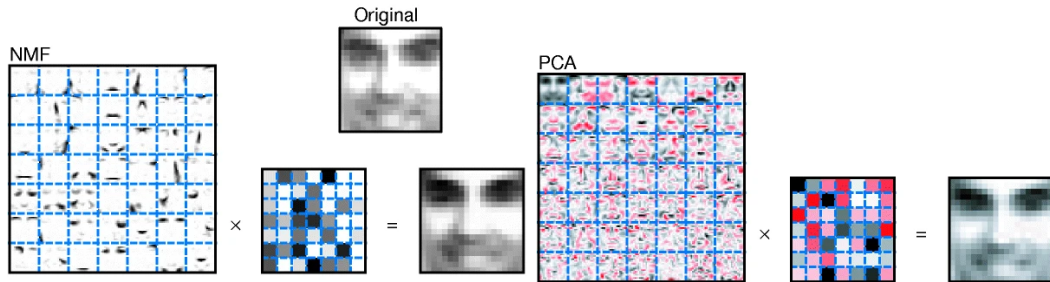 Original
NMF
PCA
× =
× =